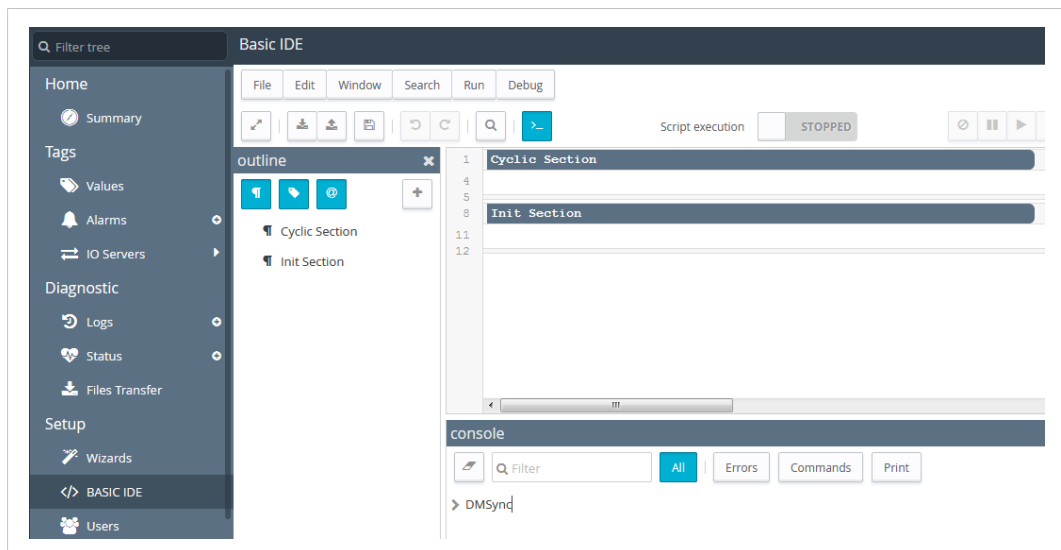 Filter tree
Basic IDE
Home
Summary
Tags
Values
Alarms
IO Servers
Diagnostic
Logs
Status
Files Transfer
Setup
Wizards
</> BASIC IDE
Users
File Edit Window Search Run Debug
>_ Script execution STOPPED
outline
¶ @ +
¶ Cyclic Section
¶ Init Section
1 Cyclic Section
4
5
8 Init Section
11
12
console
Filter All Errors Commands Print
> DMSync